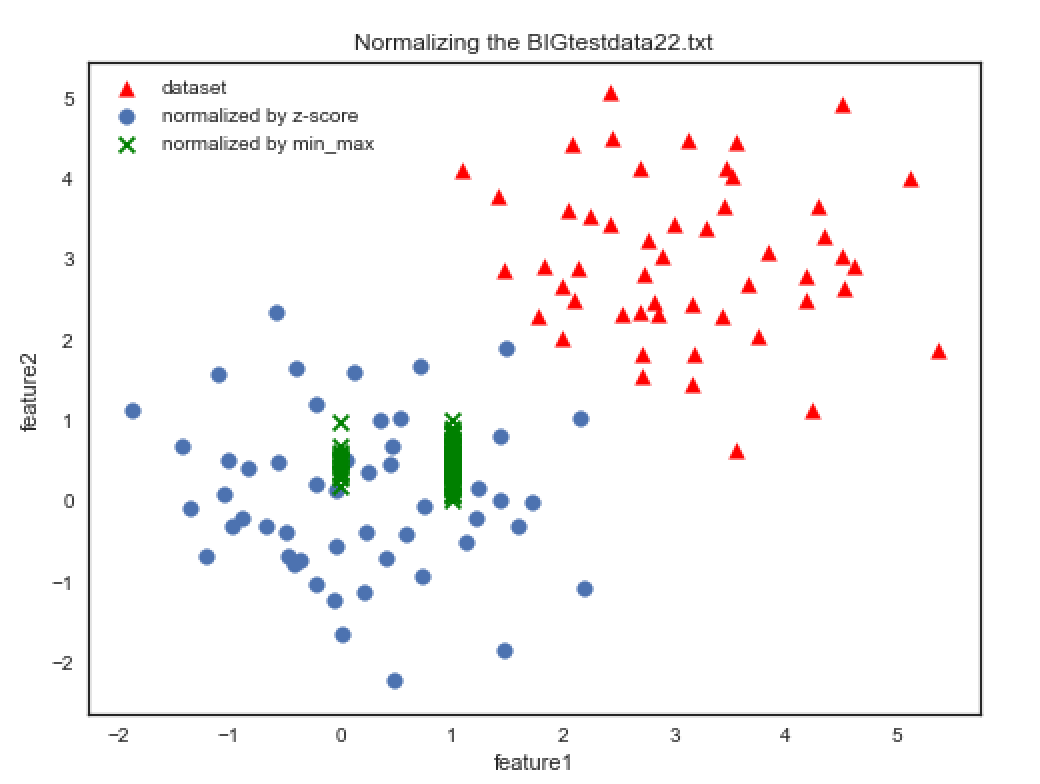 Normalizing the BIGtestdata22.txt
dataset
normalized by z-score
normalized by min_max
5
4
3
2
1
0
−1
−2
feature2
−2 −1 0 1 2 3 4 5
feature1